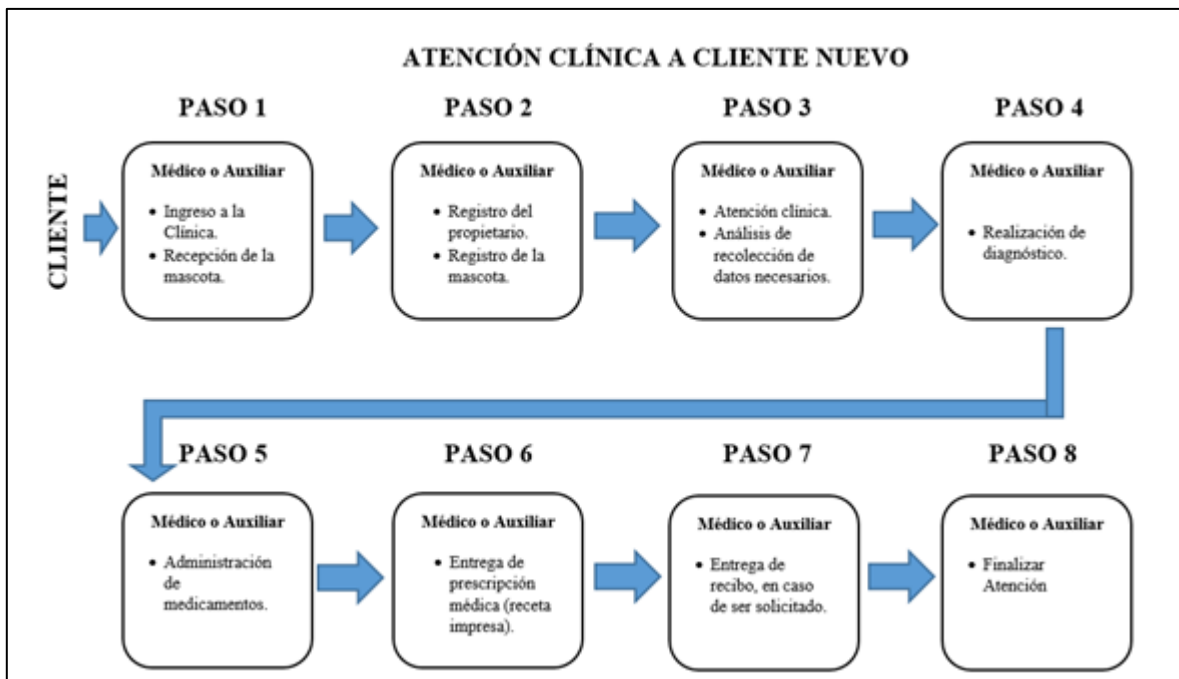 ATENCIÓN CLÍNICA A CLIENTE NUEVO
CLIENTE
PASO 1
Médico o Auxiliar
• Ingreso a la
Clínica.
• Recepción de la
mascota.
PASO 2
Médico o Auxiliar
• Registro del
propietario.
• Registro de la
mascota.
PASO 3
Médico o Auxiliar
• Atención clínica.
• Análisis de
recolección de
datos necesarios.
PASO 4
Médico o Auxiliar
• Realización de
diagnóstico.
PASO 5
Médico o Auxiliar
• Administración
de
medicamentos.
PASO 6
Médico o Auxiliar
• Entrega de
prescripción
médica (receta
impresa).
PASO 7
Médico o Auxiliar
• Entrega de
recibo, en caso
de ser solicitado.
PASO 8
Médico o Auxiliar
• Finalizar
Atención